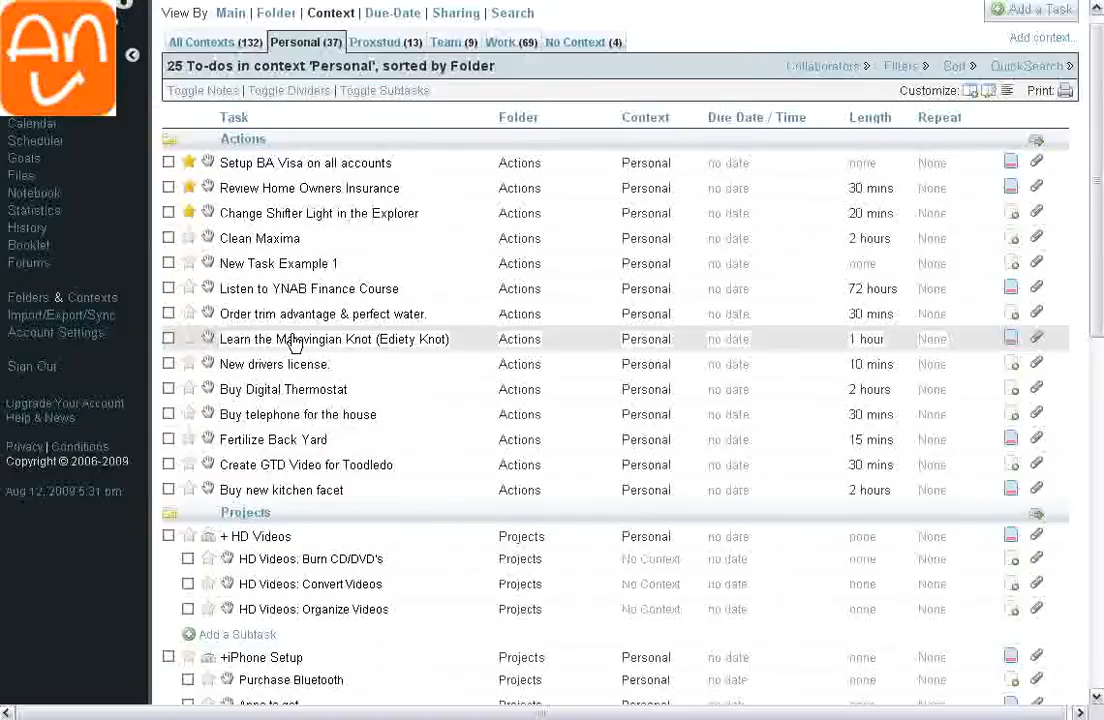 An
View By Main | Folder | Context | Due-Date | Sharing | Search
Add a Task
All Contexts (132) Personal (37) Proxstud (13) Team (9) Work (69) No Context (4)
Add context...
25 To-dos in context 'Personal', sorted by Folder
Collaborators Filters Sort QuickSearch
Toggle Notes | Toggle Dividers | Toggle Subtasks
Customize: Print:
Task Folder Context Due Date / Time Length Repeat
Actions
Setup BA Visa on all accounts Actions Personal no date none None
Review Home Owners Insurance Actions Personal no date 30 mins None
Change Shifter Light in the Explorer Actions Personal no date 20 mins None
Clean Maxima Actions Personal no date 2 hours None
New Task Example 1 Actions Personal no date none None
Listen to YNAB Finance Course Actions Personal no date 72 hours None
Order trim advantage & perfect water. Actions Personal no date 30 mins None
Learn the Knot (Ediety Knot) Actions Personal no date 1 hour None
New drivers license. Actions Personal no date 10 mins None
Buy Digital Thermostat Actions Personal no date 2 hours None
Buy telephone for the house Actions Personal no date 30 mins None
Fertilize Back Yard Actions Personal no date 15 mins None
Create GTD Video for Toodledo Actions Personal no date 30 mins None
Buy new kitchen facet Actions Personal no date 2 hours None
Projects
+ HD Videos Projects Personal no date none None
HD Videos: Burn CD/DVD's Projects No Context no date none None
HD Videos: Convert Videos Projects No Context no date none None
HD Videos: Organize Videos Projects No Context no date none None
Add a Subtask
+iPhone Setup Projects Personal no date none None
Purchase Bluetooth Projects Personal no date none None
Calendar
Scheduler
Goals
Files
Notebook
Statistics
History
Booklet
Forums
Folders & Contexts
Import/Export/Sync
Account Settings
Sign Out
Upgrade Your Account
Help & News
Privacy | Conditions
Copyright © 2006-2009
Aug 12, 2009 5:31 pm